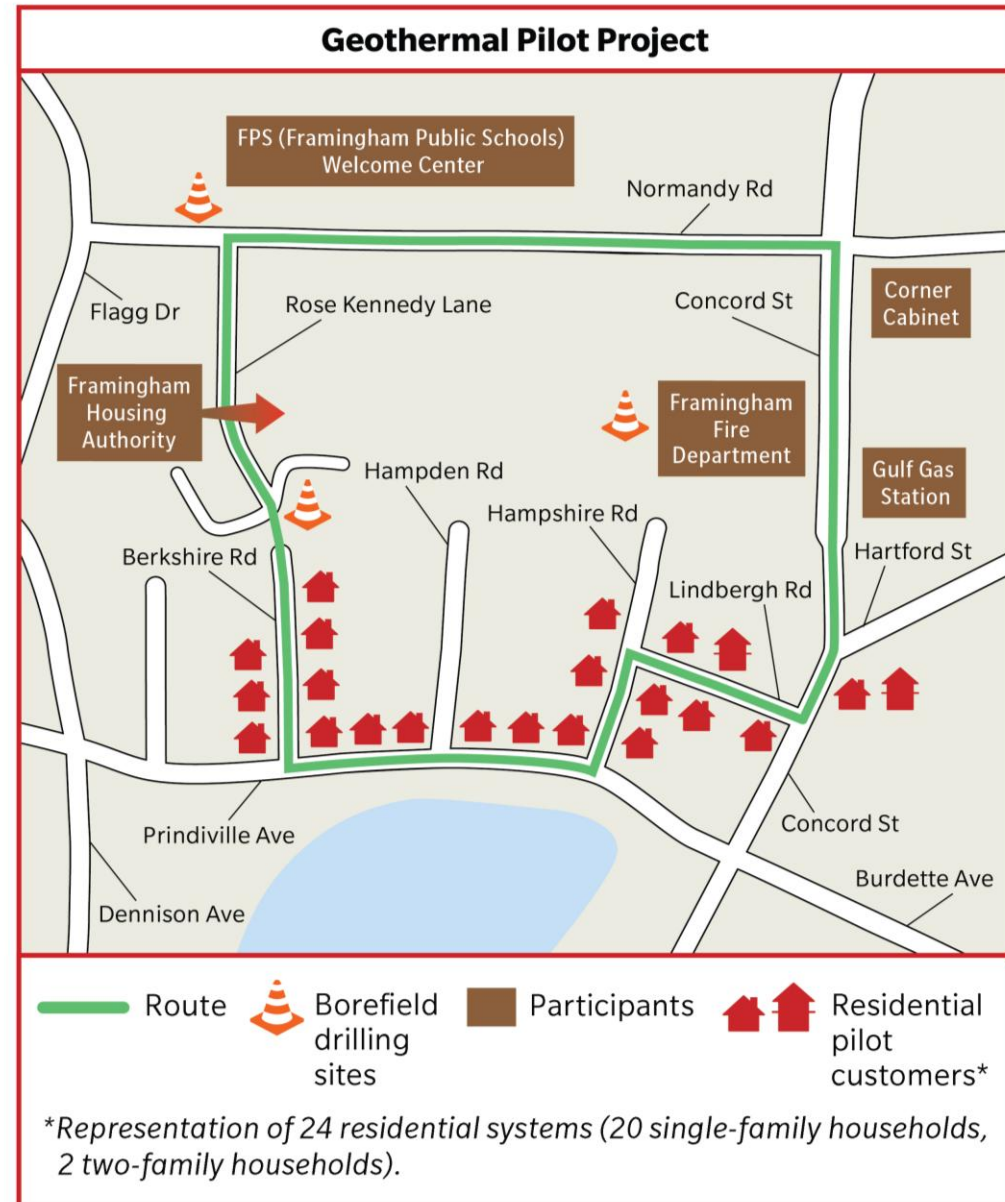 Geothermal Pilot Project
FPS (Framingham Public Schools)
Welcome Center
Normandy Rd
Flagg Dr
Rose Kennedy Lane
Concord St
Corner
Cabinet
Framingham
Housing
Authority
Framingham
Fire
Department
Gulf Gas
Station
Hampden Rd
Hampshire Rd
Hartford St
Berkshire Rd
Lindbergh Rd
Prindiville Ave
Concord St
Burdette Ave
Dennison Ave
Route
Borefield
drilling
sites
Participants
Residential
pilot
customers*
*Representation of 24 residential systems (20 single-family households,
2 two-family households).